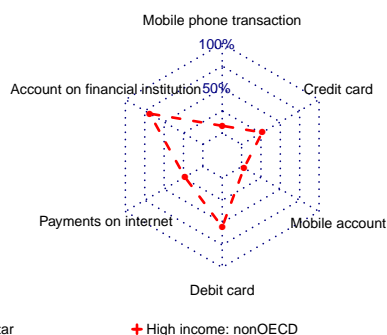 Mobile phone transaction
100%
Account on financial institution
50%
Credit card
Payments on internet
Mobile account
Debit card
tar
+ High income: nonOECD